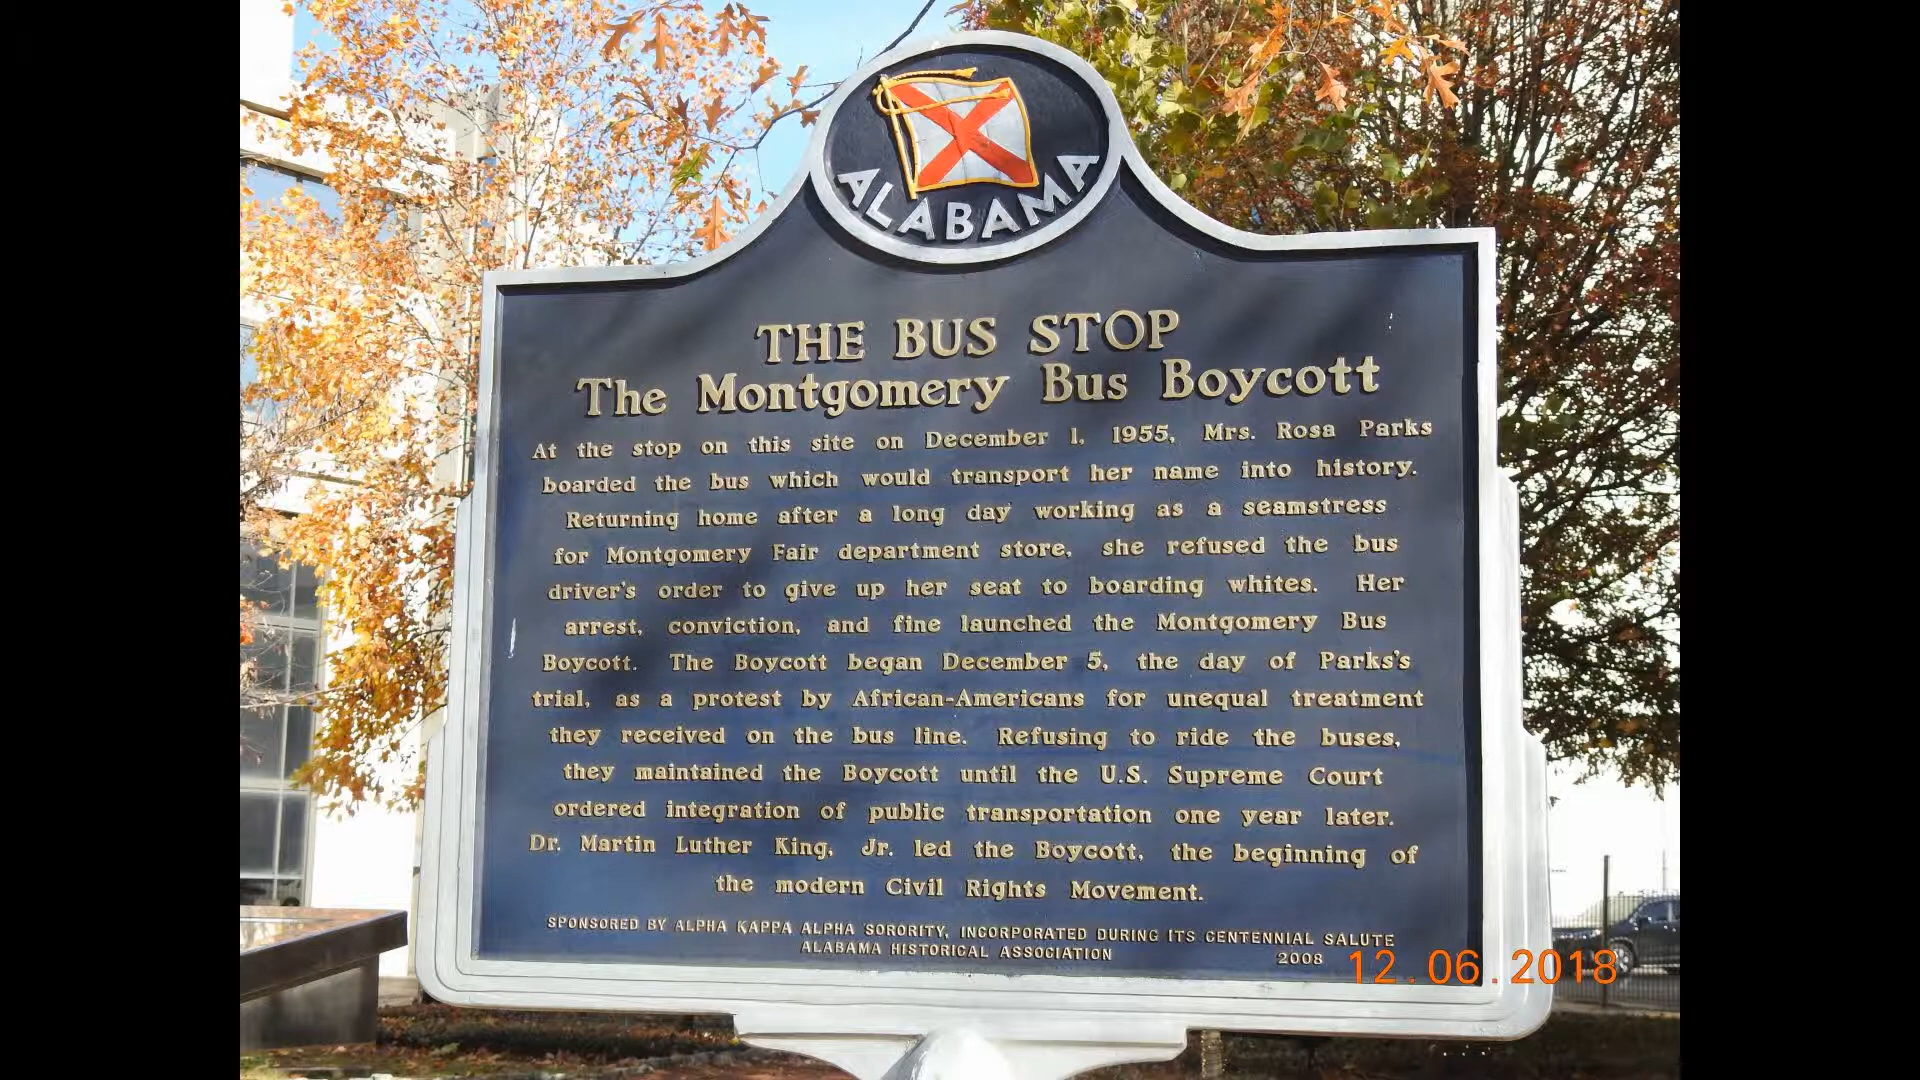 ALABAMA
THE BUS STOP
The Montgomery Bus Boycott
At the stop on this site on December 1, 1955, Mrs. Rosa Parks
boarded the bus which would transport her name into history.
Returning home after a long day working as a seamstress
for Montgomery Fair department store, she refused the bus
driver's order to give up her seat to boarding whites. Her
arrest, conviction, and fine launched the Montgomery Bus
Boycott. The Boycott began December 5, the day of Parks's
trial, as a protest by African-Americans for unequal treatment
they received on the bus line. Refusing to ride the buses,
they maintained the Boycott until the U.S. Supreme Court
ordered integration of public transportation one year later.
Dr. Martin Luther King, Jr. led the Boycott, the beginning of
the modern Civil Rights Movement.
SPONSORED BY ALPHA KAPPA ALPHA SORORITY, INCORPORATED DURING ITS CENTENNIAL SALUTE
ALABAMA HISTORICAL ASSOCIATION 2008
12.06.2018